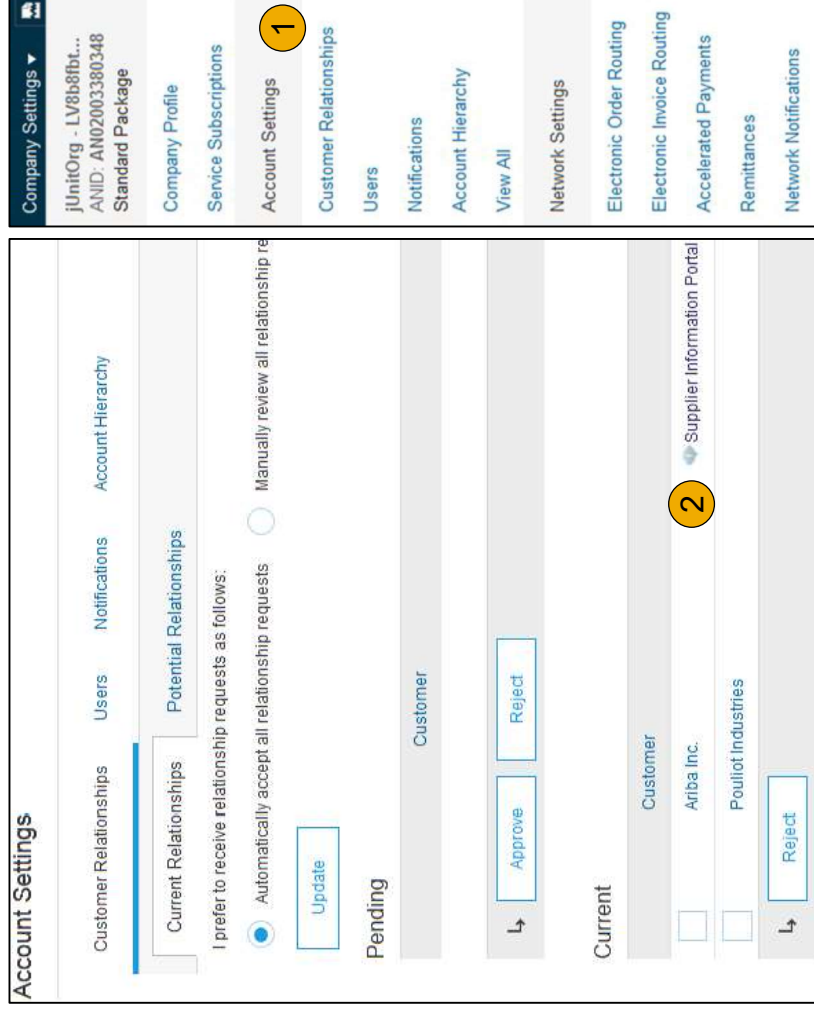 Company Settings ▾
jUnitOrg - LV8b8fbt...
ANID: AN02003380348
Standard Package
Company Profile
Service Subscriptions
Account Settings
1
Customer Relationships
Users
Notifications
Account Hierarchy
View All
Network Settings
Electronic Order Routing
Electronic Invoice Routing
Accelerated Payments
Remittances
Network Notifications
Account Settings
Customer Relationships Users Notifications Account Hierarchy
Current Relationships Potential Relationships
I prefer to receive relationship requests as follows:
Automatically accept all relationship requests Manually review all relationship re
Update
Pending
Customer
↳ Approve Reject
Current
Customer
Ariba Inc. 2 Supplier Information Portal
Pouliot Industries
↳ Reject